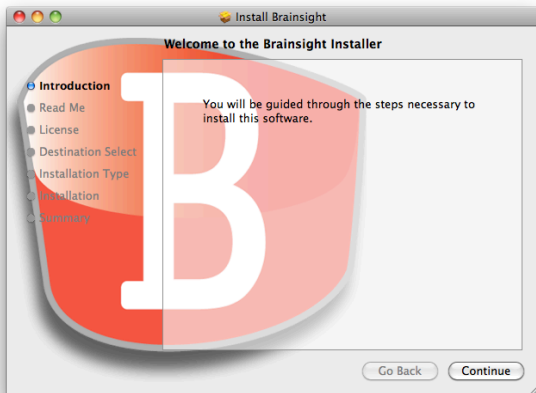 Install Brainsight
Welcome to the Brainsight Installer
Introduction
Read Me
License
Destination Select
Installation Type
Installation
Summary
You will be guided through the steps necessary to
install this software.
B
Go Back
Continue